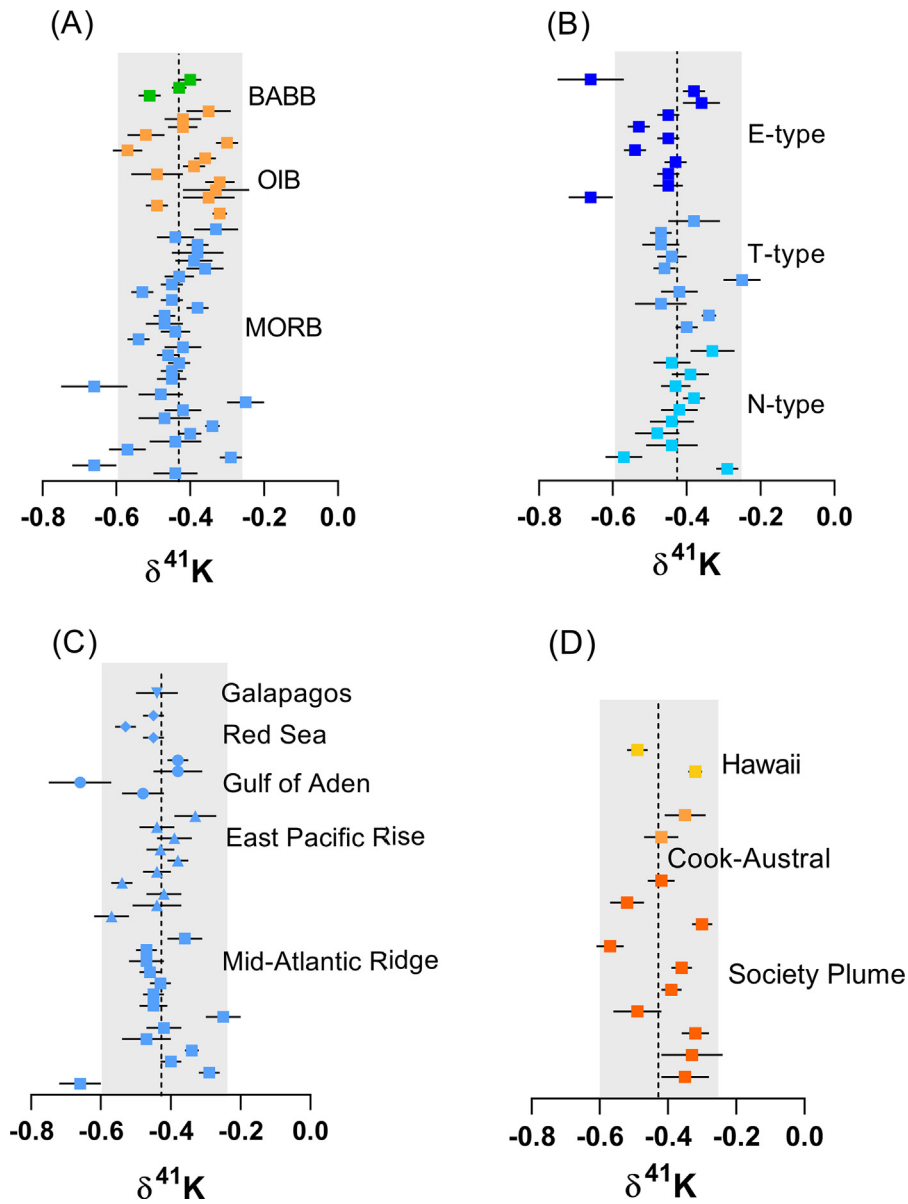 (A)
BABB
OIB
MORB
-0.8 -0.6 -0.4 -0.2 0.0
δ⁴¹K
(B)
E-type
T-type
N-type
-0.8 -0.6 -0.4 -0.2 0.0
δ⁴¹K
(C)
Galapagos
Red Sea
Gulf of Aden
East Pacific Rise
Mid-Atlantic Ridge
-0.8 -0.6 -0.4 -0.2 0.0
δ⁴¹K
(D)
Hawaii
Cook-Austral
Society Plume
-0.8 -0.6 -0.4 -0.2 0.0
δ⁴¹K